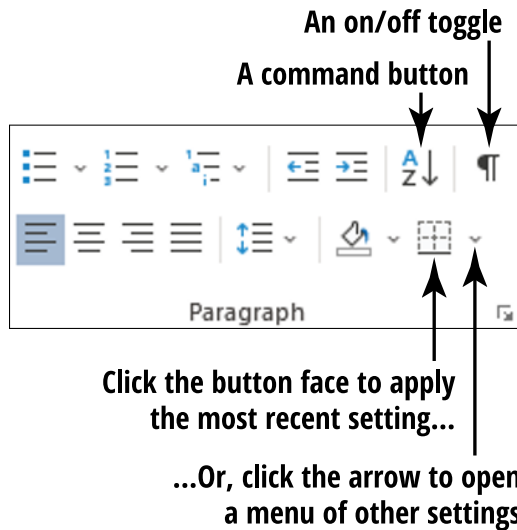 An on/off toggle
A command button
Paragraph
Click the button face to apply
the most recent setting...
...Or, click the arrow to open
a menu of other settings